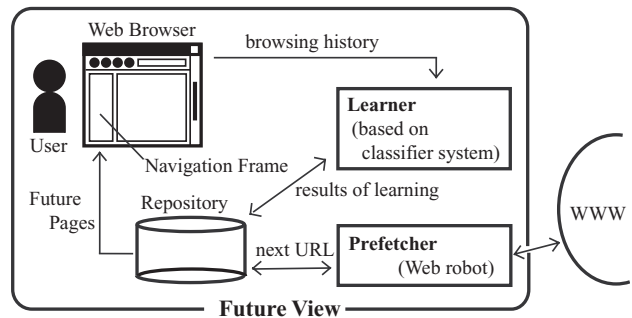 Web Browser
browsing history
Learner
(based on
classifier system)
User
Navigation Frame
Future
Pages
Repository
results of learning
WWW
next URL
Prefetcher
(Web robot)
Future View